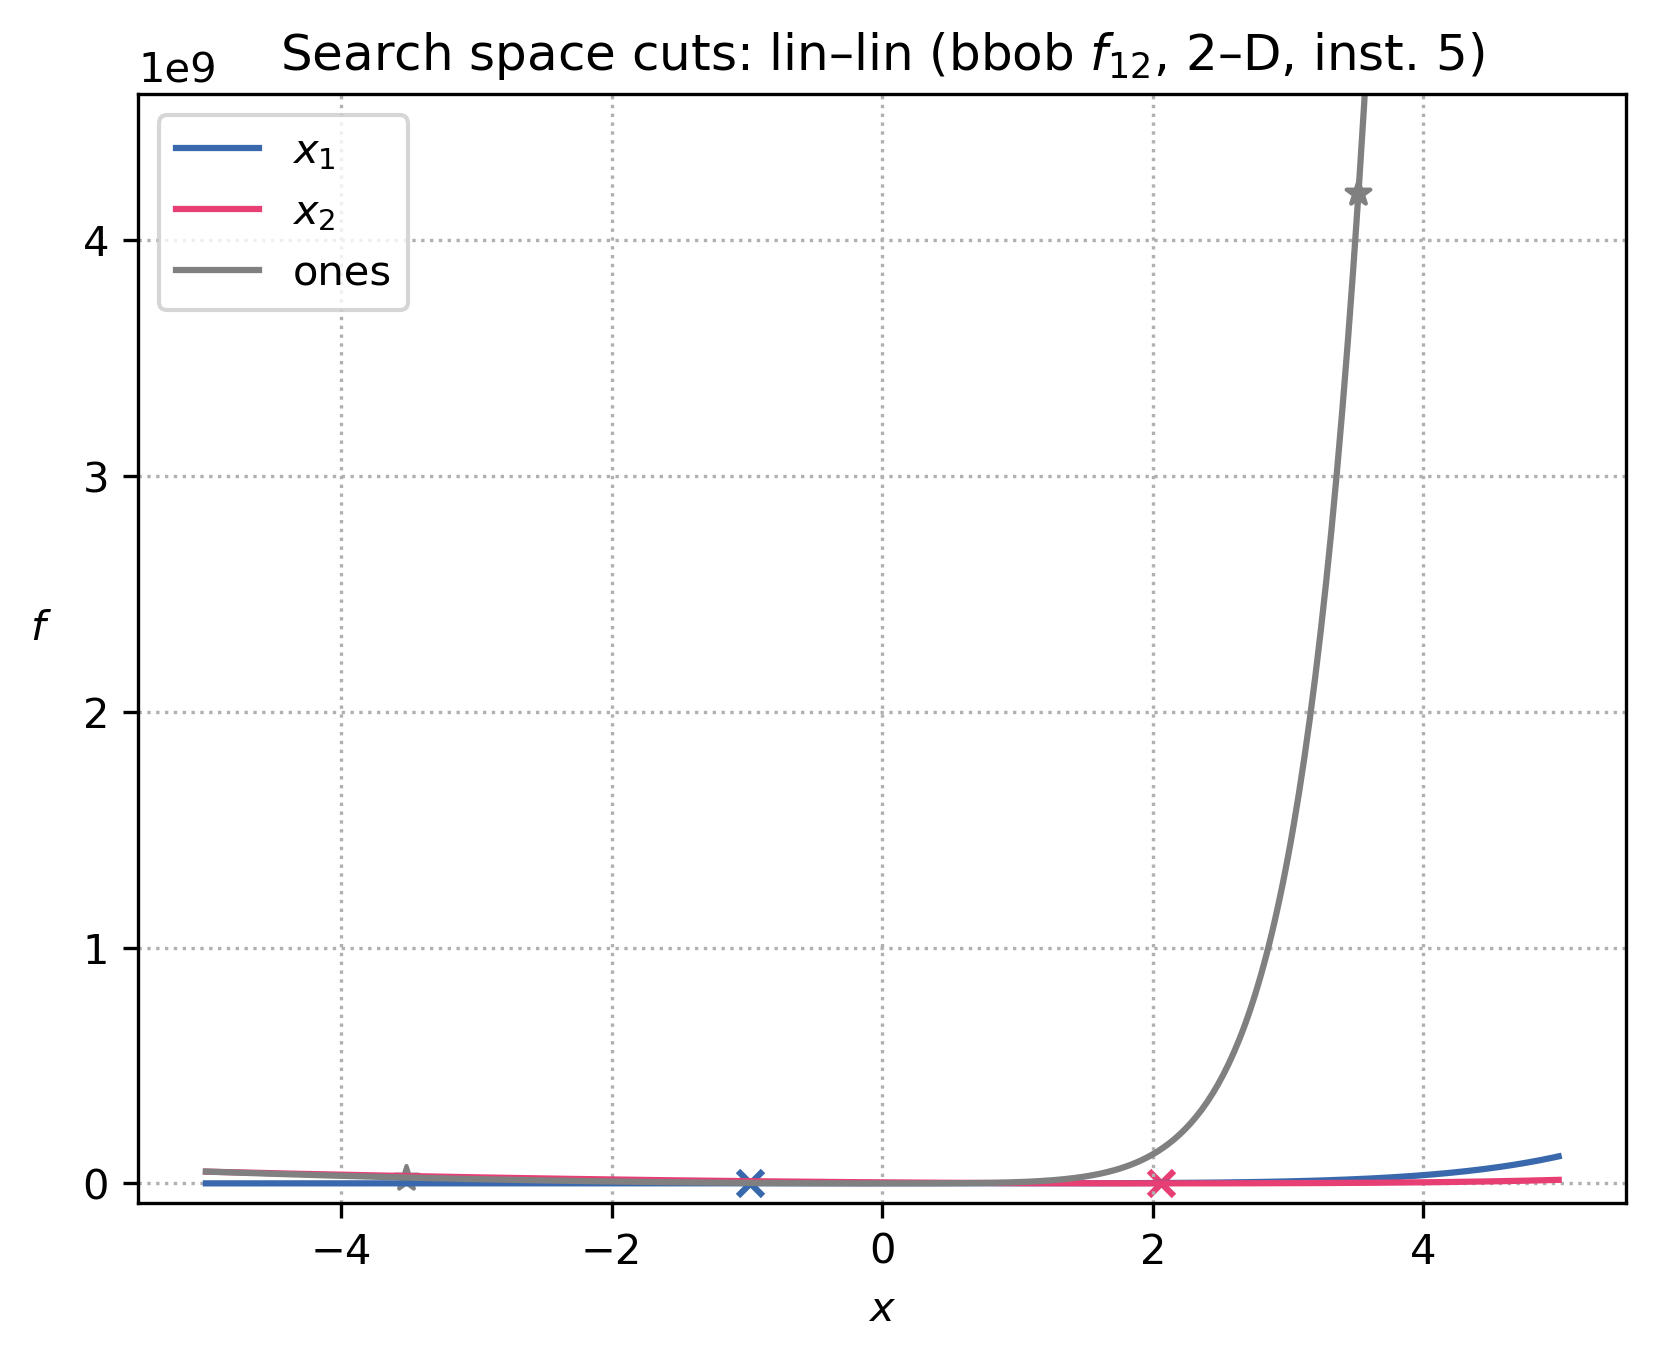 Search space cuts: lin–lin (bbob f₁₂, 2–D, inst. 5)
1e9
x₁
x₂
ones
4
3
2
1
0
f
−4 −2 0 2 4
x